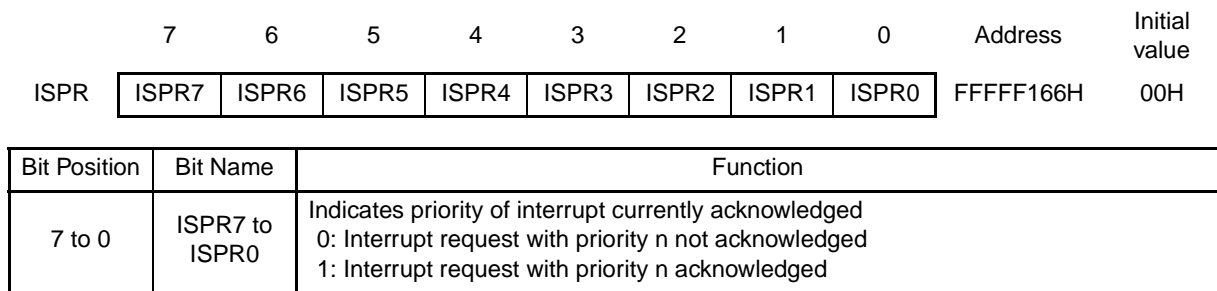 7 6 5 4 3 2 1 0 Address Initial value
ISPR ISPR7 ISPR6 ISPR5 ISPR4 ISPR3 ISPR2 ISPR1 ISPR0 FFFFF166H 00H
Bit Position Bit Name Function
7 to 0 ISPR7 to ISPR0 Indicates priority of interrupt currently acknowledged
0: Interrupt request with priority n not acknowledged
1: Interrupt request with priority n acknowledged